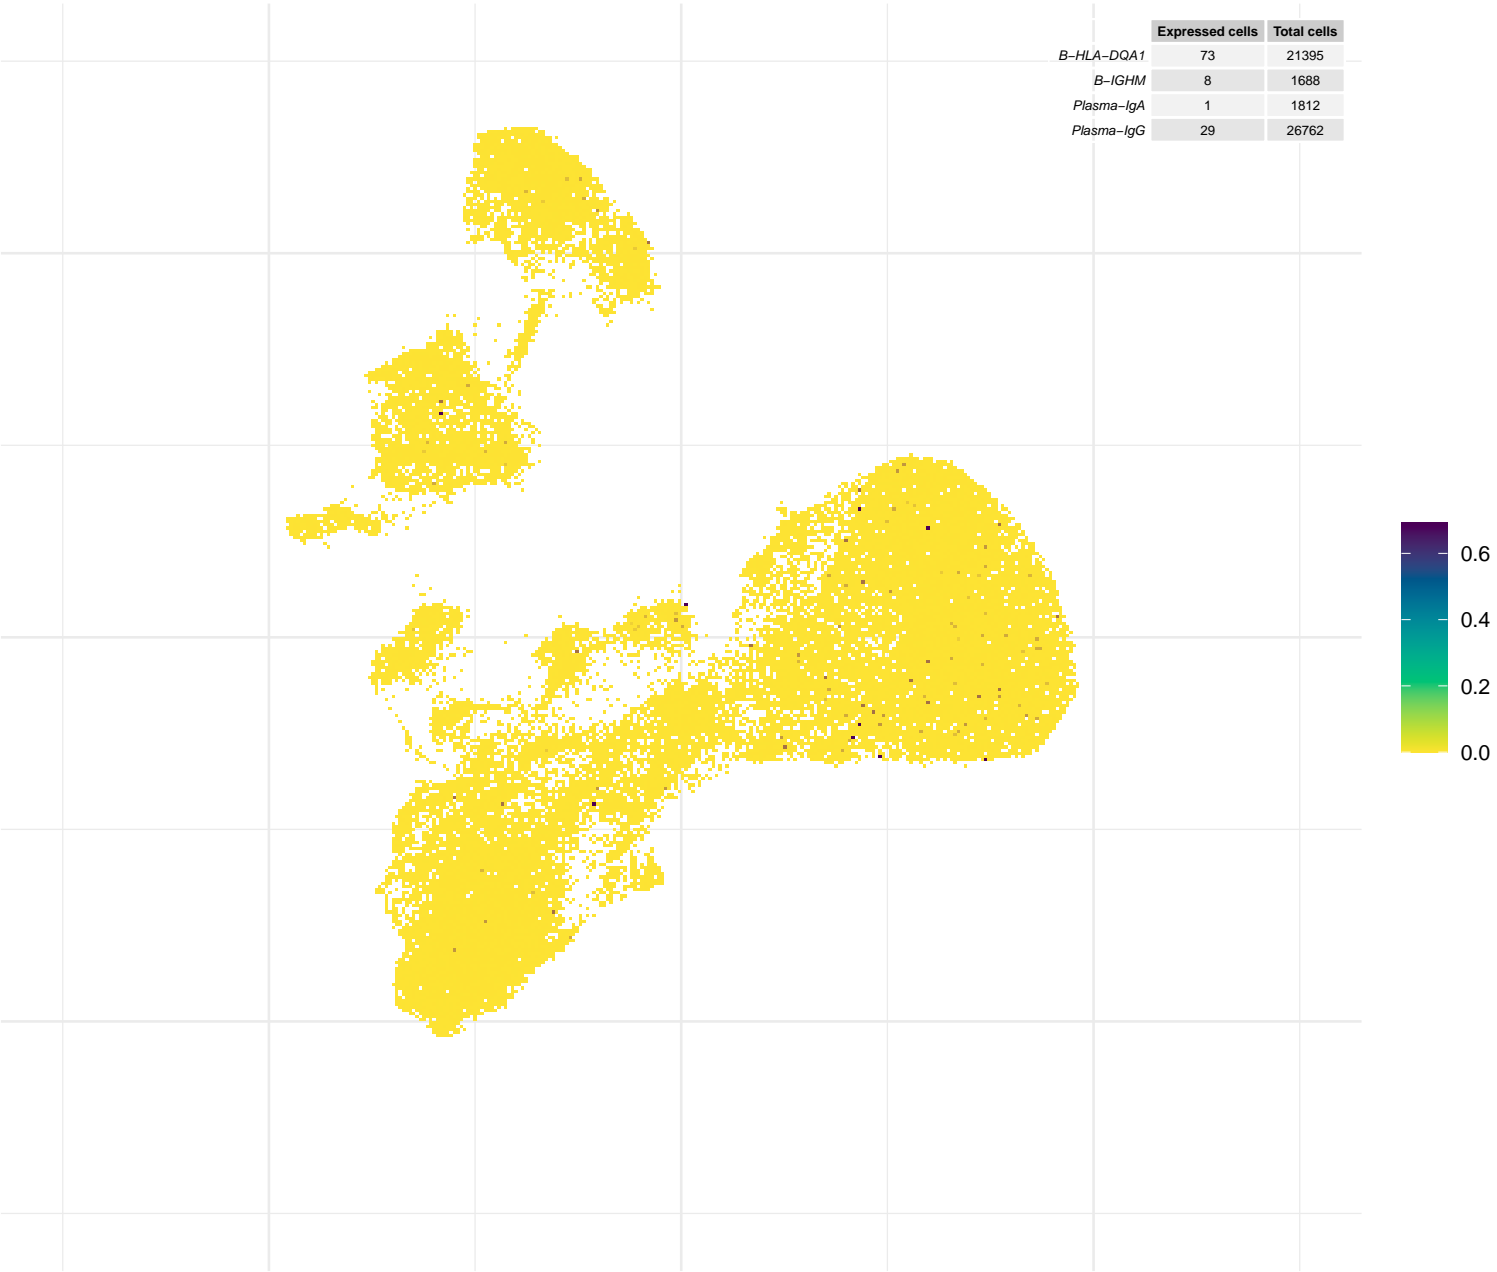 Expressed cells Total cells
B−HLA−DQA1 73 21395
B−IGHM 8 1688
Plasma−IgA 1 1812
Plasma−IgG 29 26762
0.6
0.4
0.2
0.0